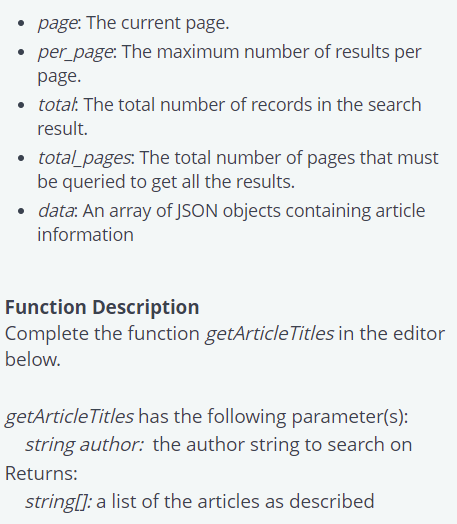 • page: The current page.
• per_page: The maximum number of results per
page.
• total: The total number of records in the search
result.
• total_pages: The total number of pages that must
be queried to get all the results.
• data: An array of JSON objects containing article
information
Function Description
Complete the function getArticleTitles in the editor
below.
getArticleTitles has the following parameter(s):
string author:  the author string to search on
Returns:
string[]: a list of the articles as described